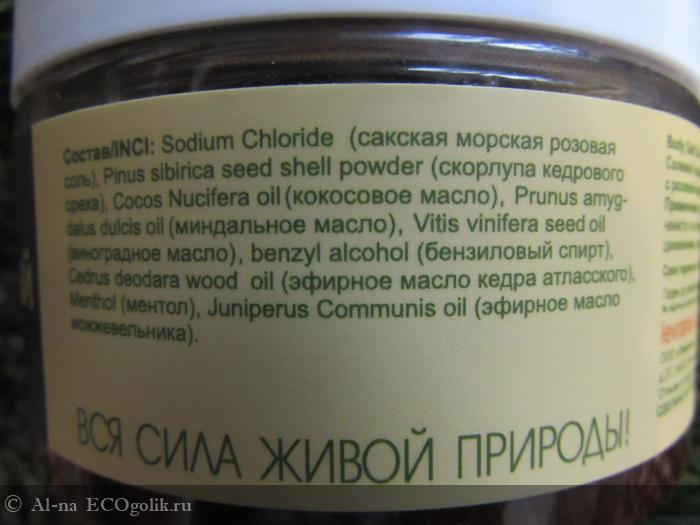 Состав/INCI: Sodium Chloride (сакская морская розовая
соль), Pinus sibirica seed shell powder (скорлупа кедрового
ореха), Cocos Nucifera oil (кокосовое масло), Prunus amyg-
dalus dulcis oil (миндальное масло), Vitis vinifera seed oil
(виноградное масло), benzyl alcohol (бензиловый спирт),
Cedrus deodara wood oil (эфирное масло кедра атласского),
Menthol (ментол), Juniperus Communis oil (эфирное масло
можжевельника).
ВСЯ СИЛА ЖИВОЙ ПРИРОДЫ!
Body
© Al-na ECOgolik.ru